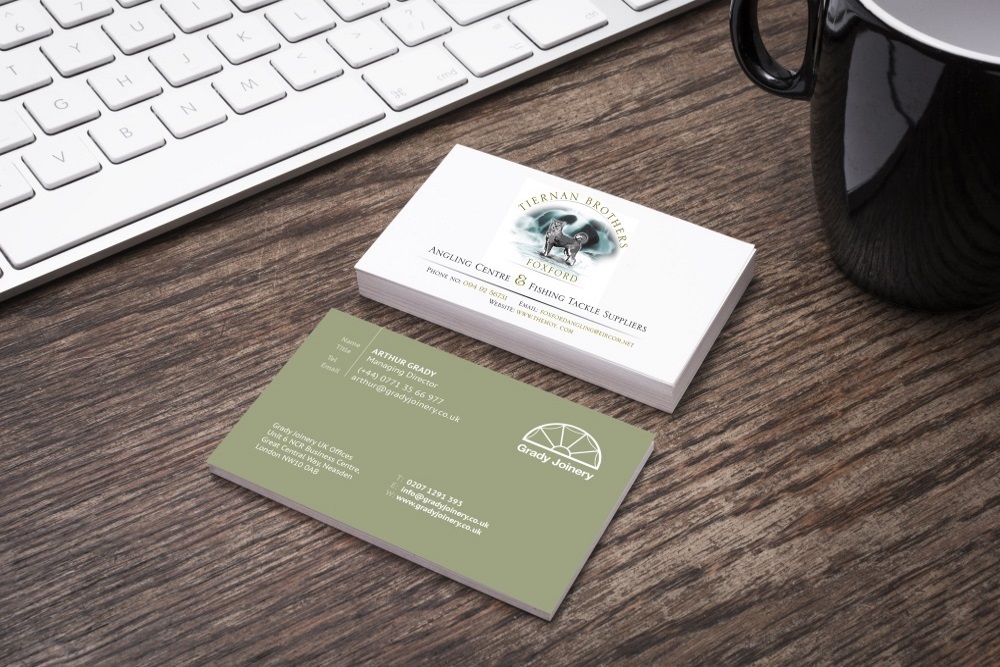 6
T Y U I O P
G H J K L : ;
V B N M < , > . ? /
⌘ cmd
⌥
ctrl
TIERNAN BROTHERS
FOXFORD
ANGLING CENTRE & FISHING TACKLE SUPPLIERS
PHONE NO: 094 92 56731 EMAIL: FOXFORDANGLING@EIRCOM.NET
WEBSITE: WWW.THEMOY.COM
Name ARTHUR GRADY
Title Managing Director
Tel (+44) 0771 35 66 977
Email arthur@gradyjoinery.co.uk
Grady Joinery
Grady Joinery UK Offices
Unit 6 NCR Business Centre,
Great Central Way, Neasden
London NW10 0AB
T: 0207 1291 393
E: info@gradyjoinery.co.uk
W: www.gradyjoinery.co.uk